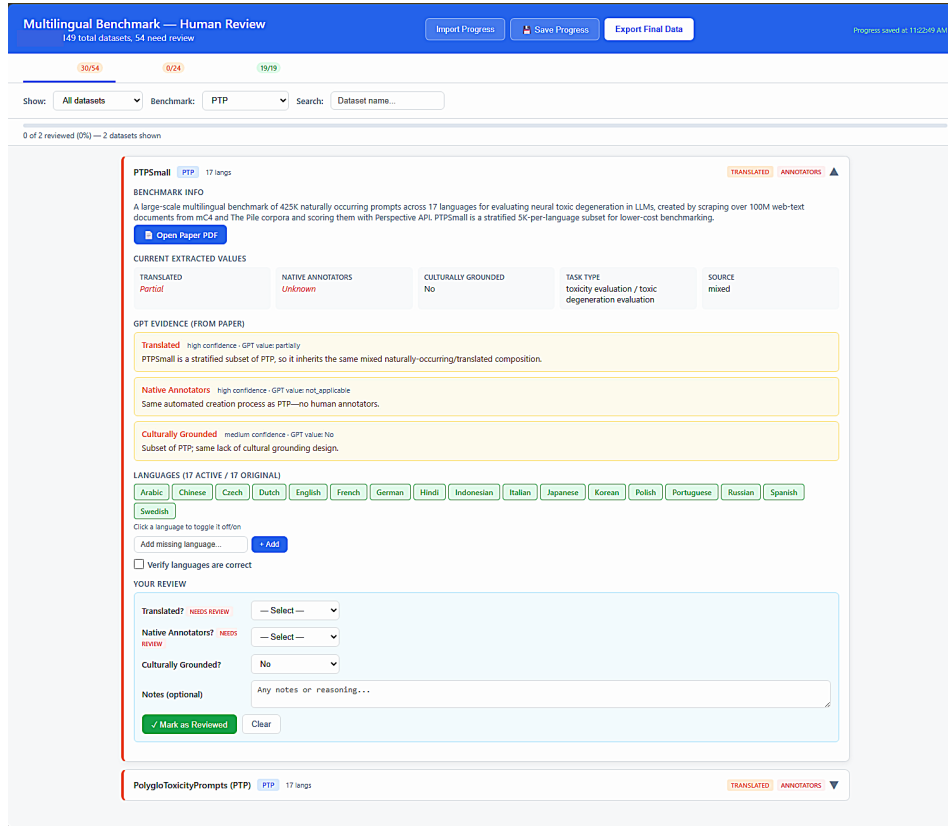 Multilingual Benchmark — Human Review
149 total datasets, 54 need review
Import Progress
💾 Save Progress
Export Final Data
Progress saved at 11:22:49 AM
30/54
0/24
19/19
Show: All datasets Benchmark: PTP Search: Dataset name...
0 of 2 reviewed (0%) — 2 datasets shown
PTPSmall PTP 17 langs TRANSLATED ANNOTATORS ▲
BENCHMARK INFO
A large-scale multilingual benchmark of 425K naturally occurring prompts across 17 languages for evaluating neural toxic degeneration in LLMs, created by scraping over 100M web-text
documents from mC4 and The Pile corpora and scoring them with Perspective API. PTPSmall is a stratified 5K-per-language subset for lower-cost benchmarking.
📄 Open Paper PDF
CURRENT EXTRACTED VALUES
TRANSLATED
Partial
NATIVE ANNOTATORS
Unknown
CULTURALLY GROUNDED
No
TASK TYPE
toxicity evaluation / toxic
degeneration evaluation
SOURCE
mixed
GPT EVIDENCE (FROM PAPER)
Translated high confidence · GPT value: partially
PTPSmall is a stratified subset of PTP, so it inherits the same mixed naturally-occurring/translated composition.
Native Annotators high confidence · GPT value: not_applicable
Same automated creation process as PTP—no human annotators.
Culturally Grounded medium confidence · GPT value: No
Subset of PTP; same lack of cultural grounding design.
LANGUAGES (17 ACTIVE / 17 ORIGINAL)
Arabic Chinese Czech Dutch English French German Hindi Indonesian Italian Japanese Korean Polish Portuguese Russian Spanish
Swedish
Click a language to toggle it off/on
Add missing language... + Add
Verify languages are correct
YOUR REVIEW
Translated? NEEDS REVIEW — Select —
Native Annotators? NEEDS
REVIEW
— Select —
Culturally Grounded? No
Notes (optional) Any notes or reasoning...
✓ Mark as Reviewed Clear
PolygloToxicityPrompts (PTP) PTP 17 langs TRANSLATED ANNOTATORS ▼